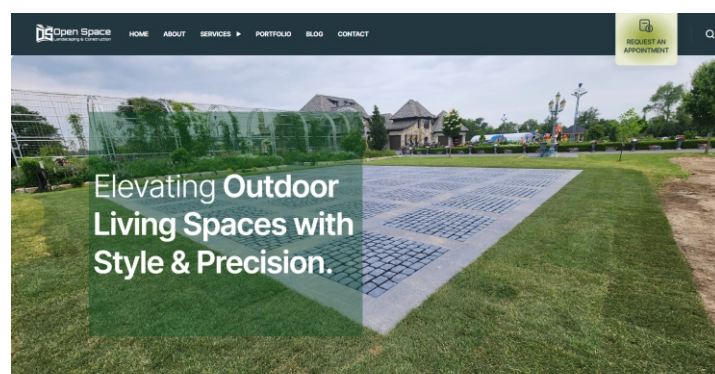 Open Space
Landscaping & Construction
HOME
ABOUT
SERVICES
PORTFOLIO
BLOG
CONTACT
REQUEST AN
APPOINTMENT
Elevating Outdoor
Living Spaces with
Style & Precision.